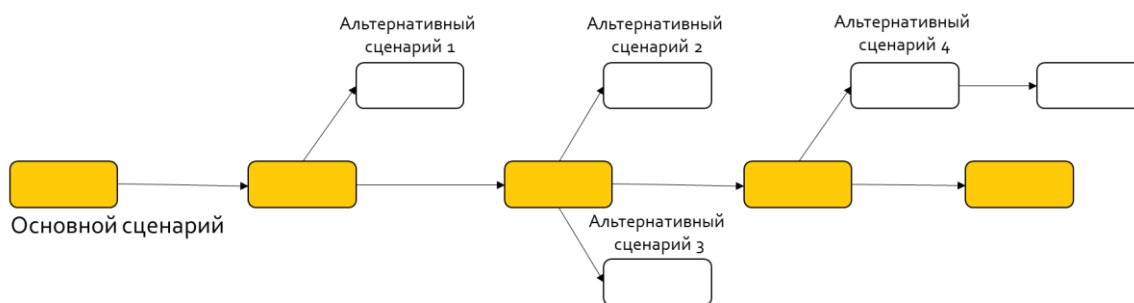 Альтернативный
сценарий 1
Альтернативный
сценарий 2
Альтернативный
сценарий 4
Основной сценарий
Альтернативный
сценарий 3